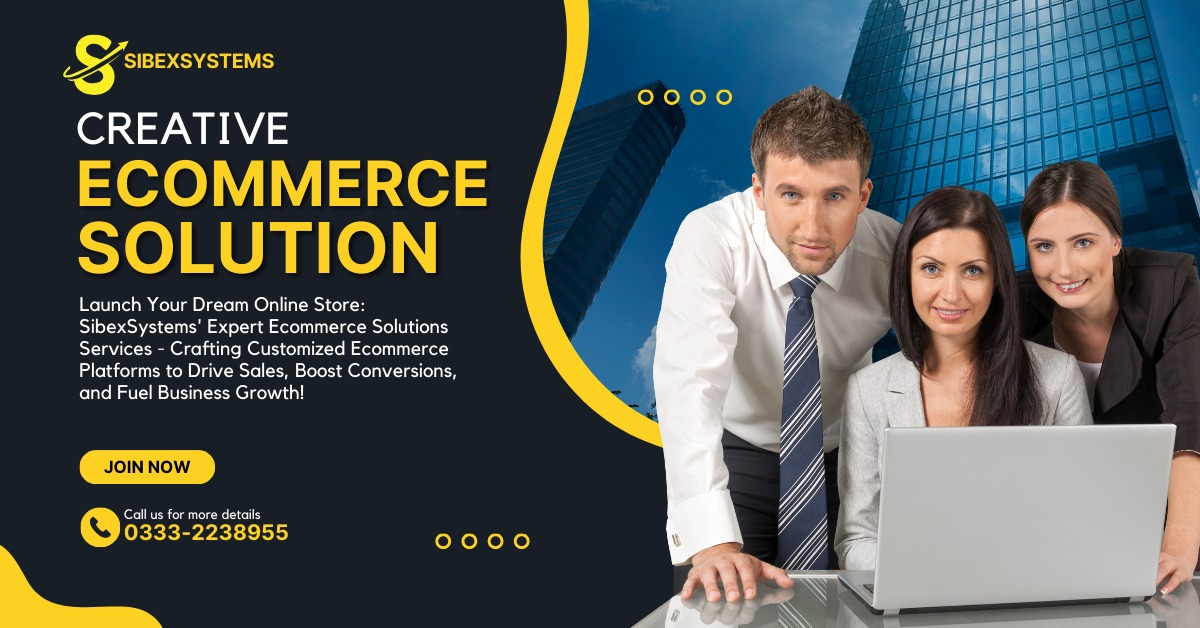 SIBEXSYSTEMS
CREATIVE
ECOMMERCE
SOLUTION
Launch Your Dream Online Store:
SibexSystems' Expert Ecommerce Solutions
Services - Crafting Customized Ecommerce
Platforms to Drive Sales, Boost Conversions,
and Fuel Business Growth!
JOIN NOW
Call us for more details
0333-2238955